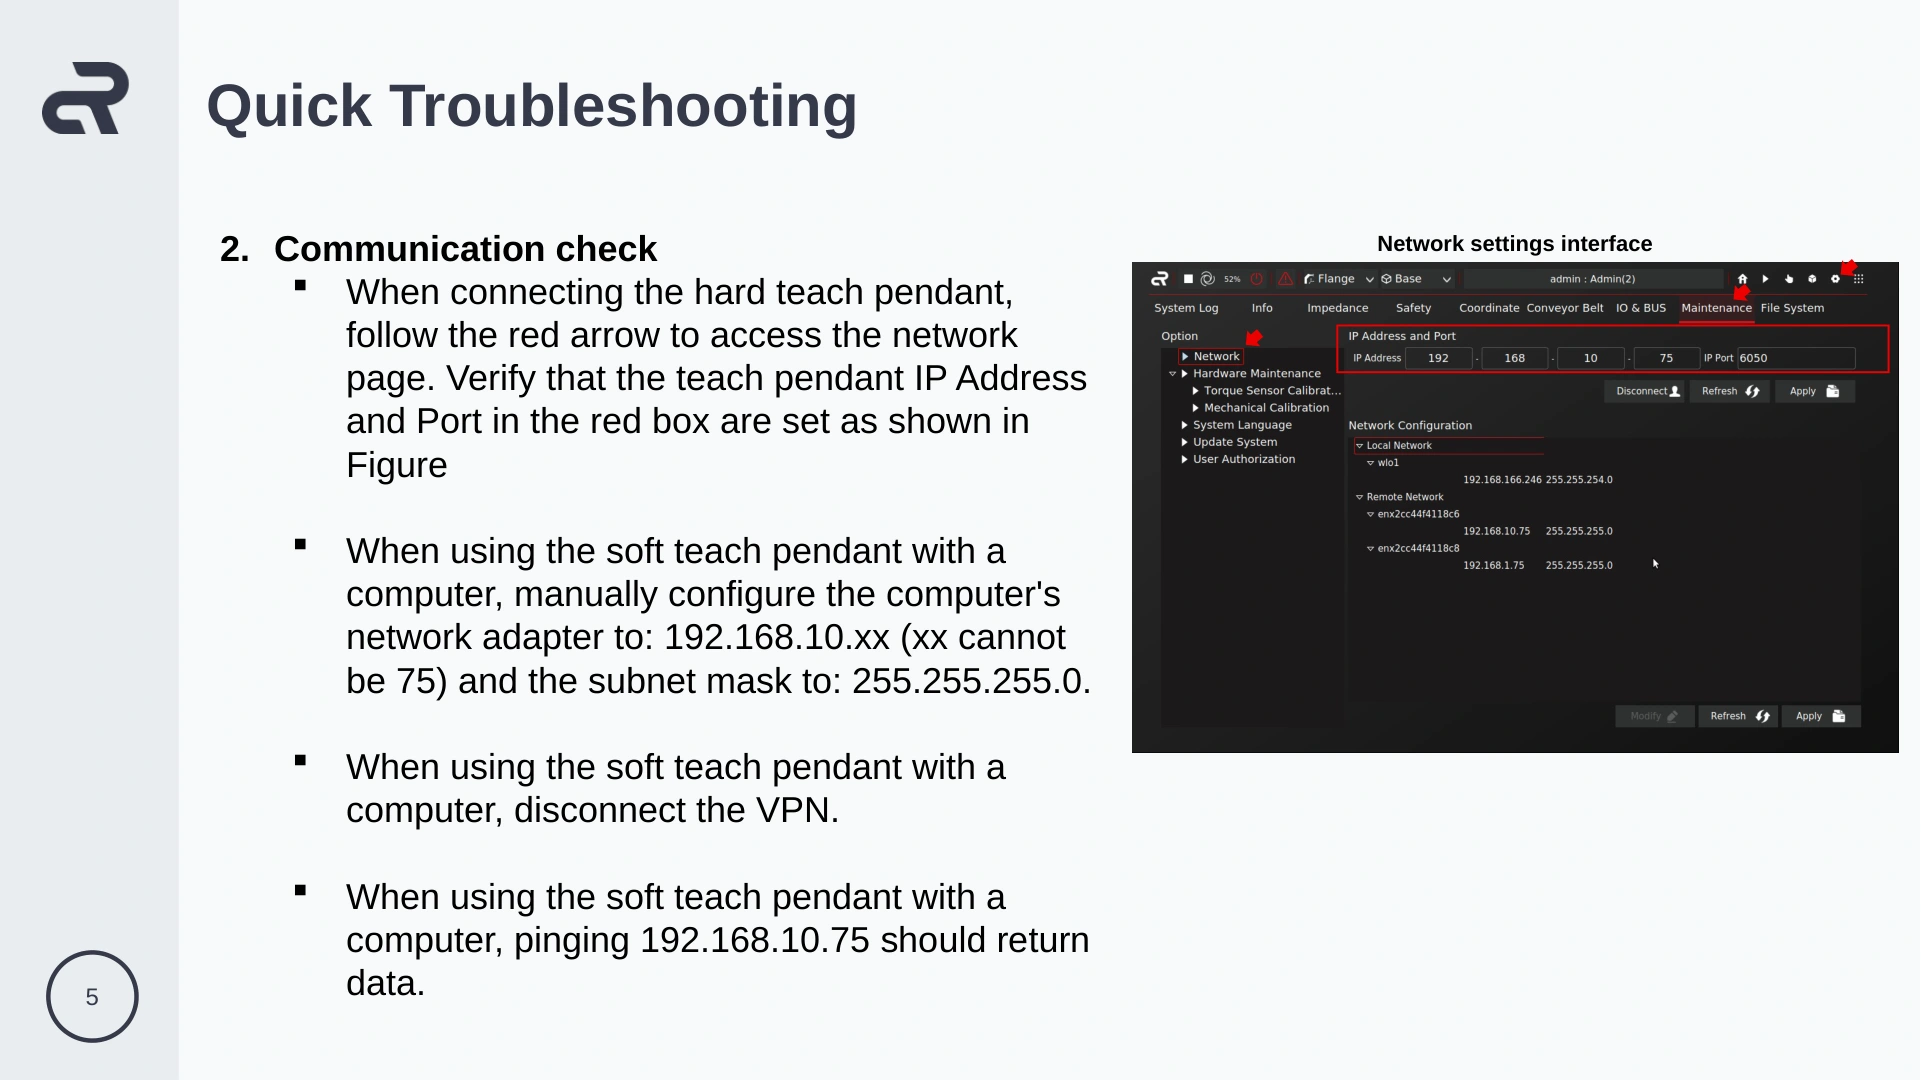 Quick Troubleshooting
2. Communication check
▪ When connecting the hard teach pendant,
follow the red arrow to access the network
page. Verify that the teach pendant IP Address
and Port in the red box are set as shown in
Figure
▪ When using the soft teach pendant with a
computer, manually configure the computer's
network adapter to: 192.168.10.xx (xx cannot
be 75) and the subnet mask to: 255.255.255.0.
▪ When using the soft teach pendant with a
computer, disconnect the VPN.
▪ When using the soft teach pendant with a
computer, pinging 192.168.10.75 should return
data.
Network settings interface
52% Flange Base admin : Admin(2)
System Log Info Impedance Safety Coordinate Conveyor Belt IO & BUS Maintenance File System
Option
Network
Hardware Maintenance
Torque Sensor Calibrat...
Mechanical Calibration
System Language
Update System
User Authorization
IP Address and Port
IP Address 192 . 168 . 10 . 75 IP Port 6050
Disconnect Refresh Apply
Network Configuration
Local Network
wlo1
192.168.166.246 255.255.254.0
Remote Network
enx2cc44f4118c6
192.168.10.75 255.255.255.0
enx2cc44f4118c8
192.168.1.75 255.255.255.0
Modify Refresh Apply
5